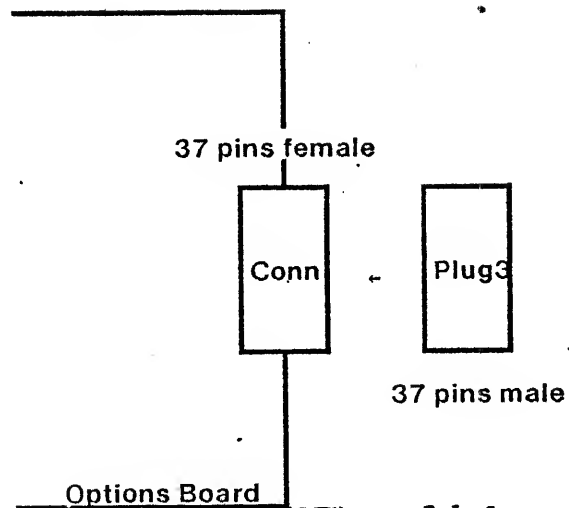 37 pins female
Conn
←
Plug3
37 pins male
Options Board